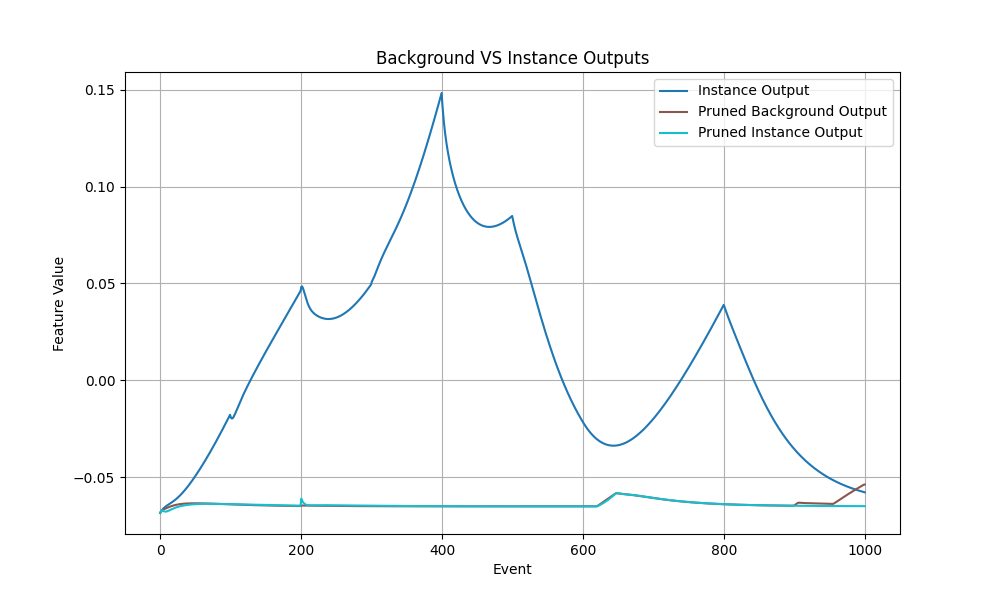 Background VS Instance Outputs
Instance Output
Pruned Background Output
Pruned Instance Output
0.15
0.10
0.05
0.00
−0.05
Feature Value
0 200 400 600 800 1000
Event